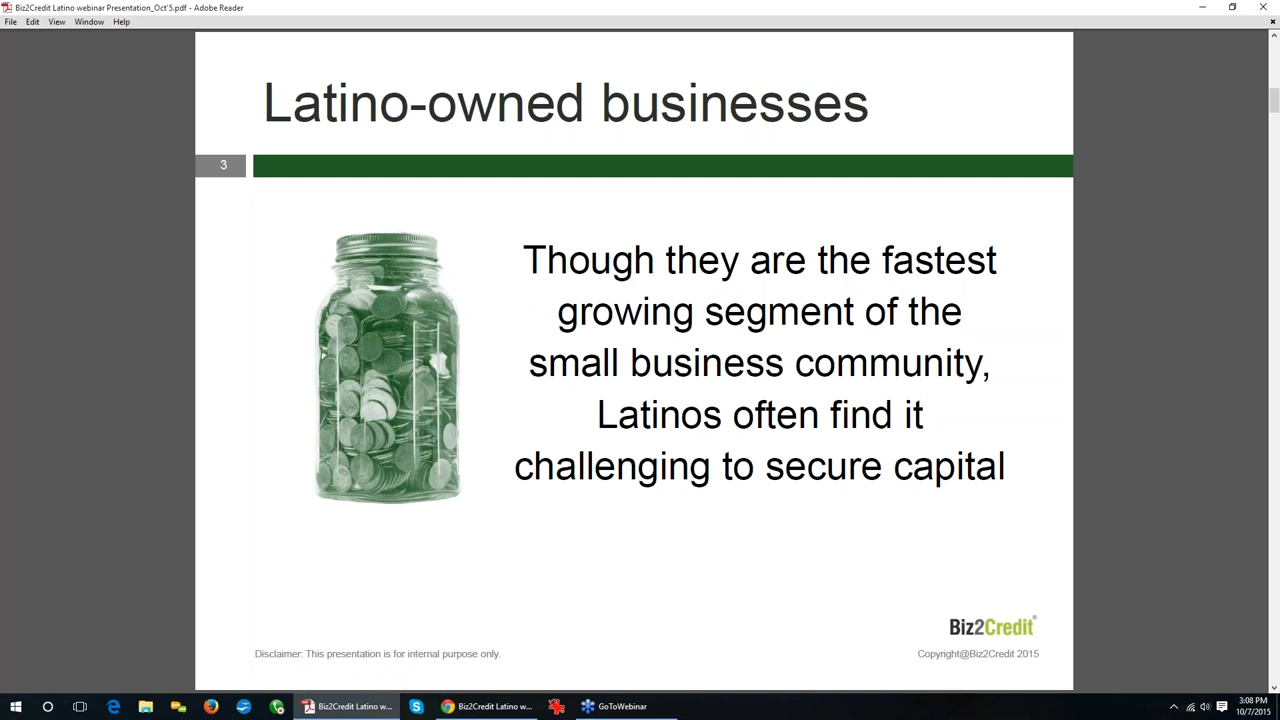 Biz2Credit Latino webinar Presentation_Oct'5.pdf - Adobe Reader
File Edit View Window Help
Latino-owned businesses
3
Though they are the fastest
growing segment of the
small business community,
Latinos often find it
challenging to secure capital
Biz2Credit®
Disclaimer: This presentation is for internal purpose only.
Copyright@Biz2Credit 2015
Biz2Credit Latino w...
Biz2Credit Latino w...
GoToWebinar
3:08 PM
10/7/2015